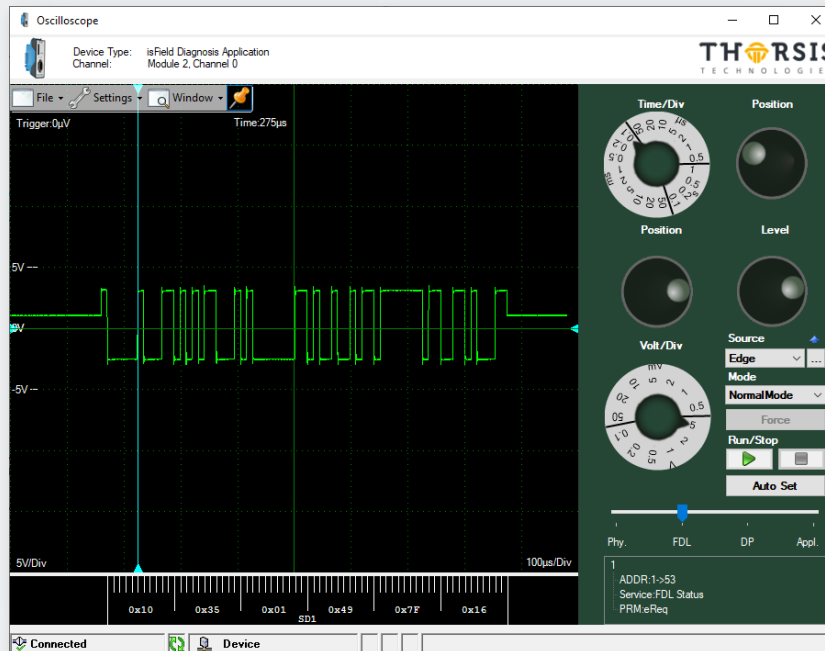 Oscilloscope
Device Type: isField Diagnosis Application
Channel: Module 2, Channel 0
THORSIS
TECHNOLOGIE
File Settings Window
Trigger:0µV Time:275µs
5V
0V
-5V
5V/Div 100µs/Div
0x10 0x35 0x01 0x49 0x7F 0x16
SD1
Time/Div Position
Position Level
Volt/Div
Source
Edge ...
Mode
NormalMode
Force
Run/Stop
Auto Set
Phy. FDL DP Appl.
1
ADDR:1->53
Service:FDL Status
PRM:eReq
Connected Device